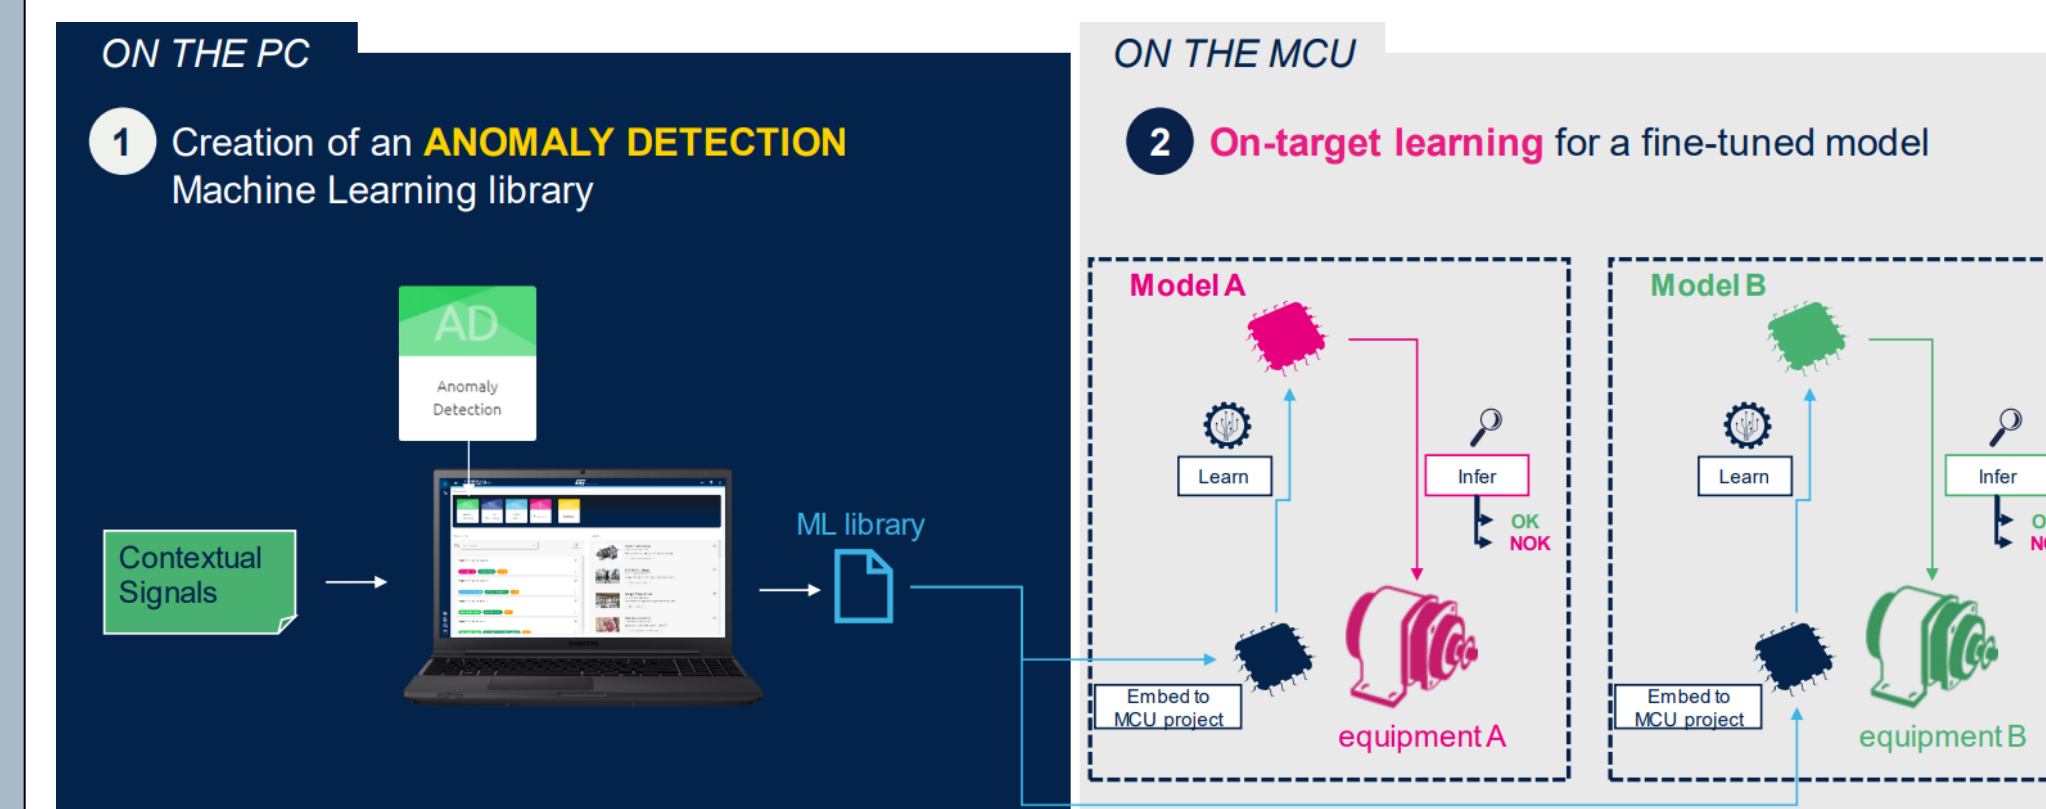 ON THE PC
1
Creation of an ANOMALY DETECTION
Machine Learning library
AD
Anomaly
Detection
Contextual
Signals
ML library
ON THE MCU
2
On-target learning for a fine-tuned model
Model A
Learn
Infer
OK
NOK
Embed to
MCU project
equipment A
Model B
Learn
Infer
Embed to
MCU project
equipment B